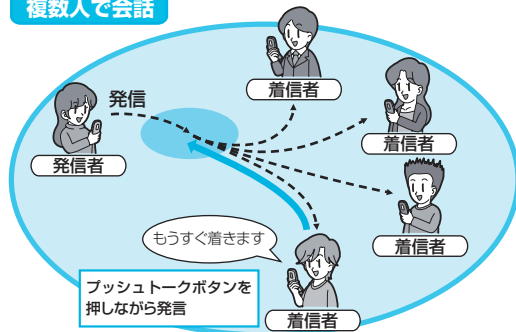 複数人で会話
発信
着信者
着信者
発信者
着信者
もうすぐ着きます
プッシュトークボタンを
押しながら発言
着信者